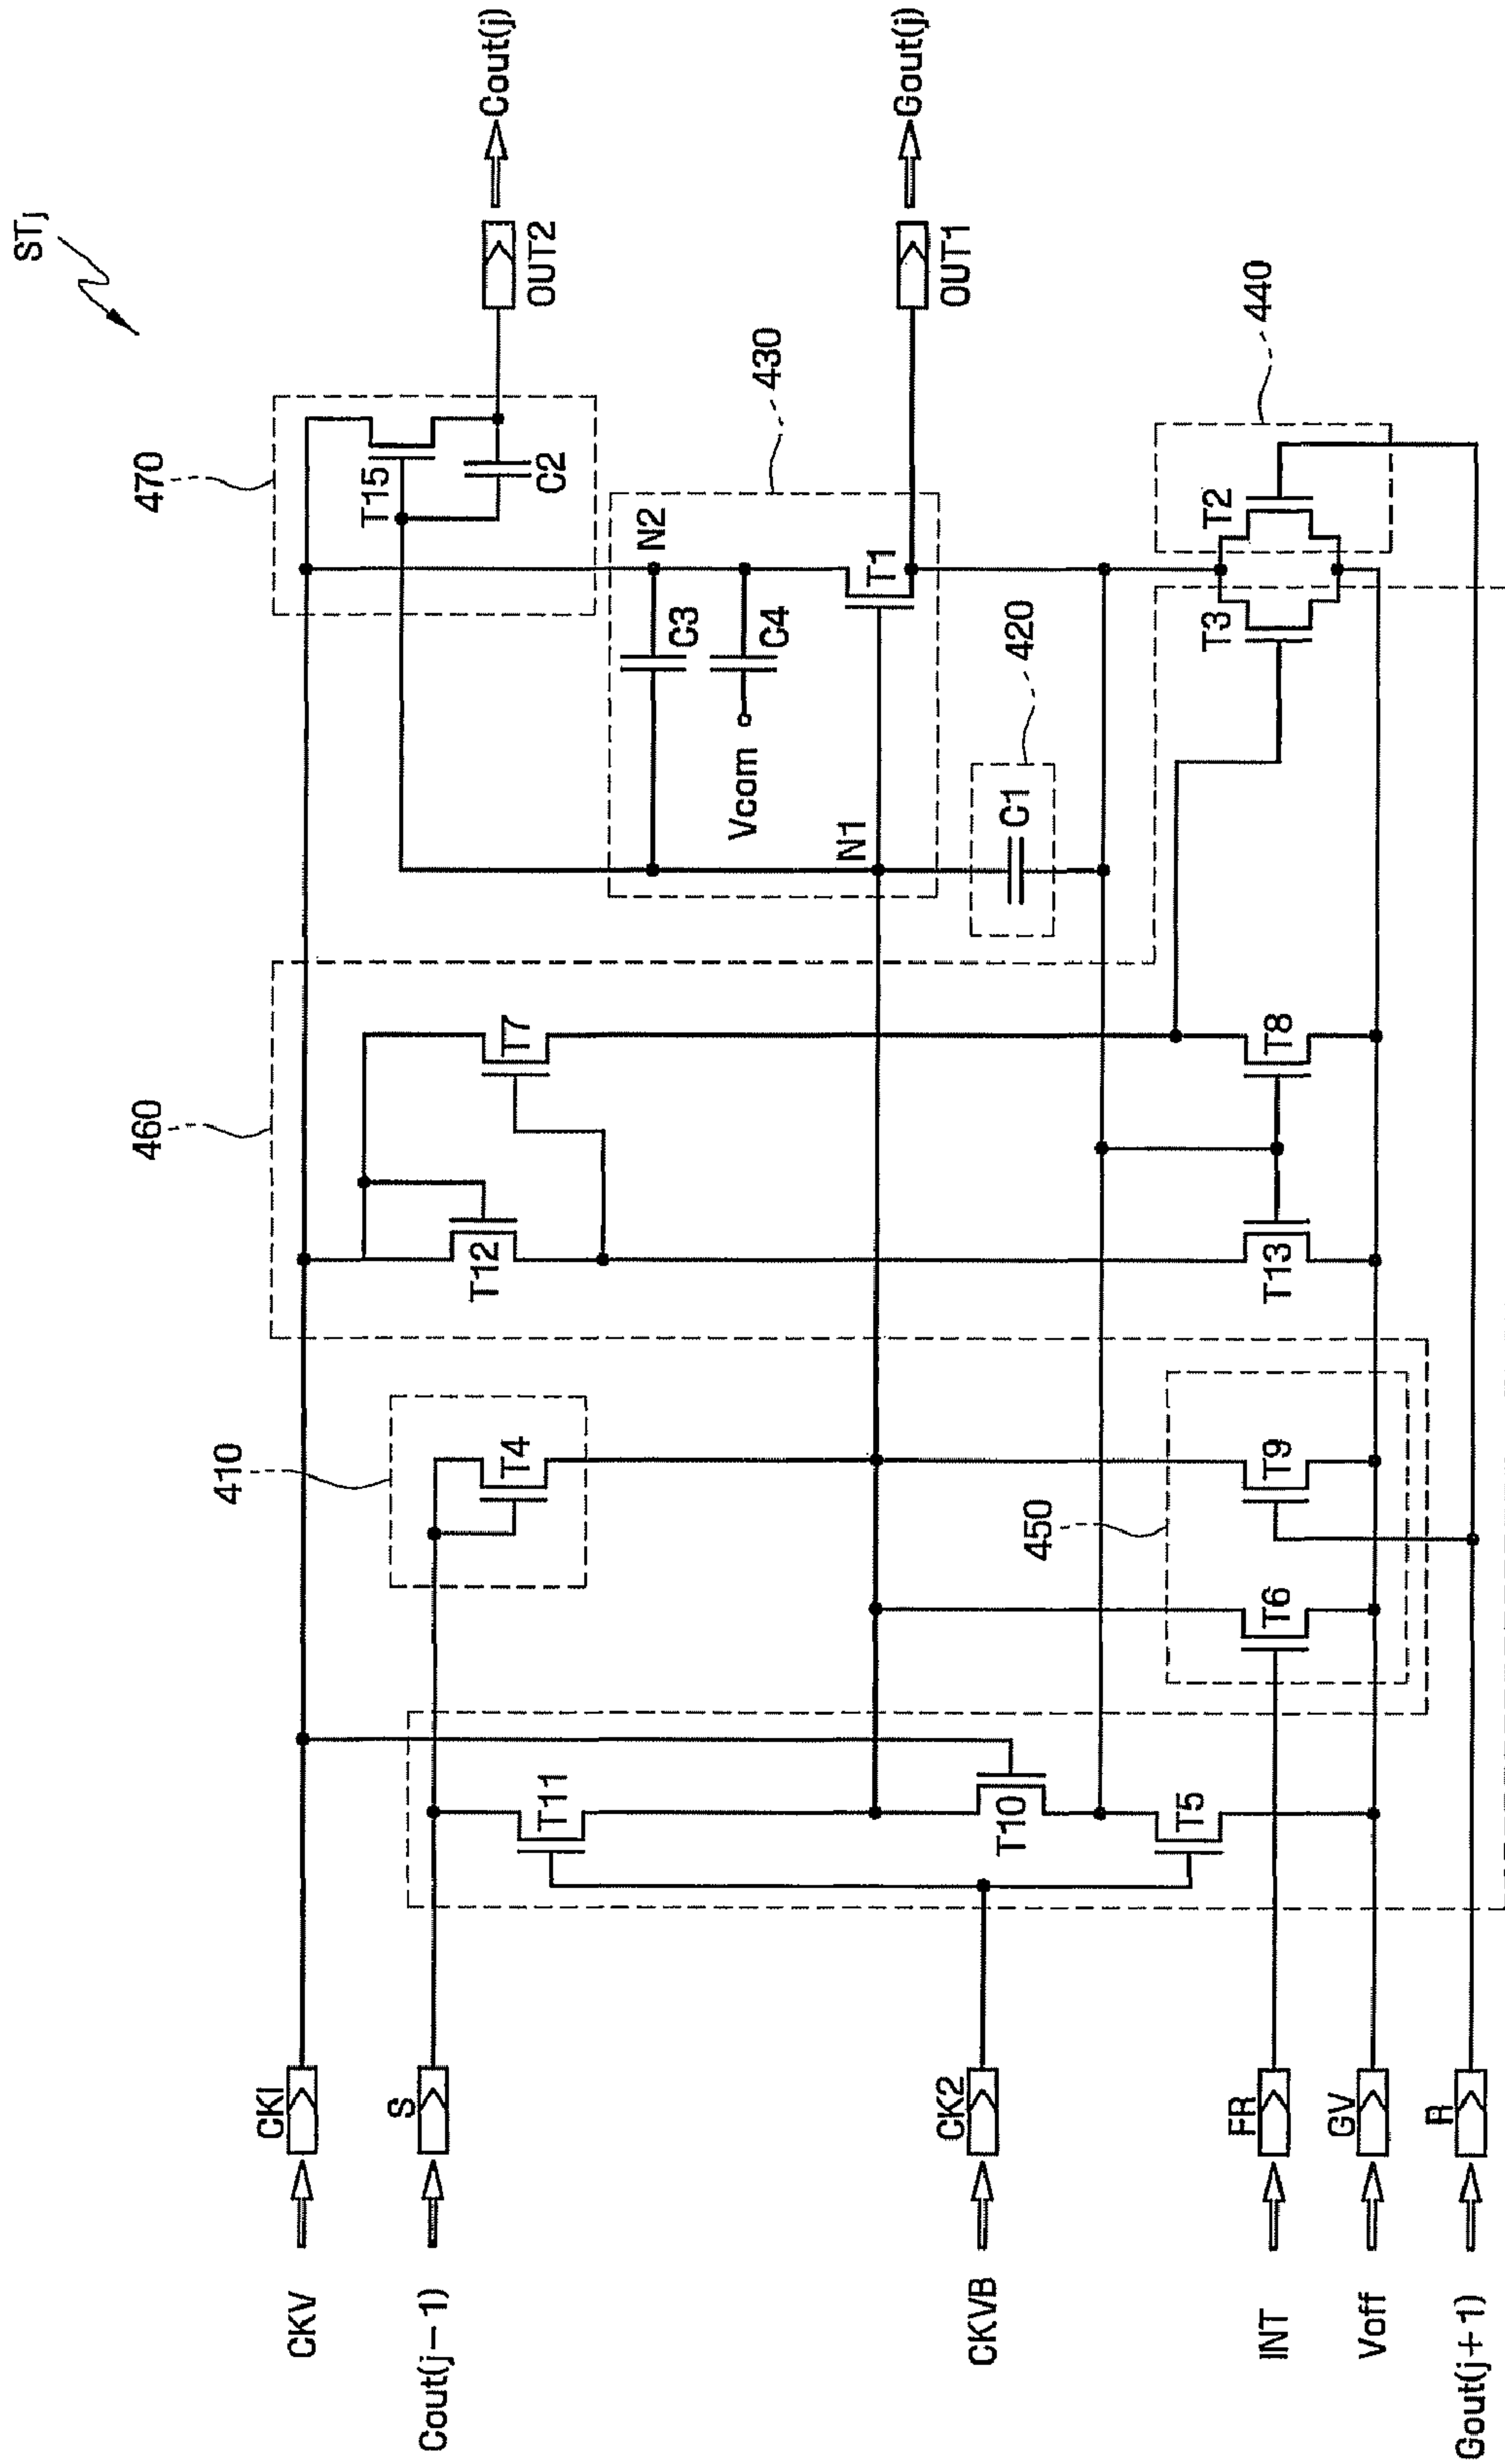 STj
470
T15
C2
OUT2
Cout(j)
430
N2
C3
C4
Vcom
T1
N1
OUT1
Gout(j)
420
C1
440
T2
T3
460
T7
T12
T8
T13
410
T4
450
T9
T6
T11
T10
T5
CKV
CKI
Cout(j−1)
S
CKVB
CK2
INT
FR
Voff
GV
Gout(j+1)
R